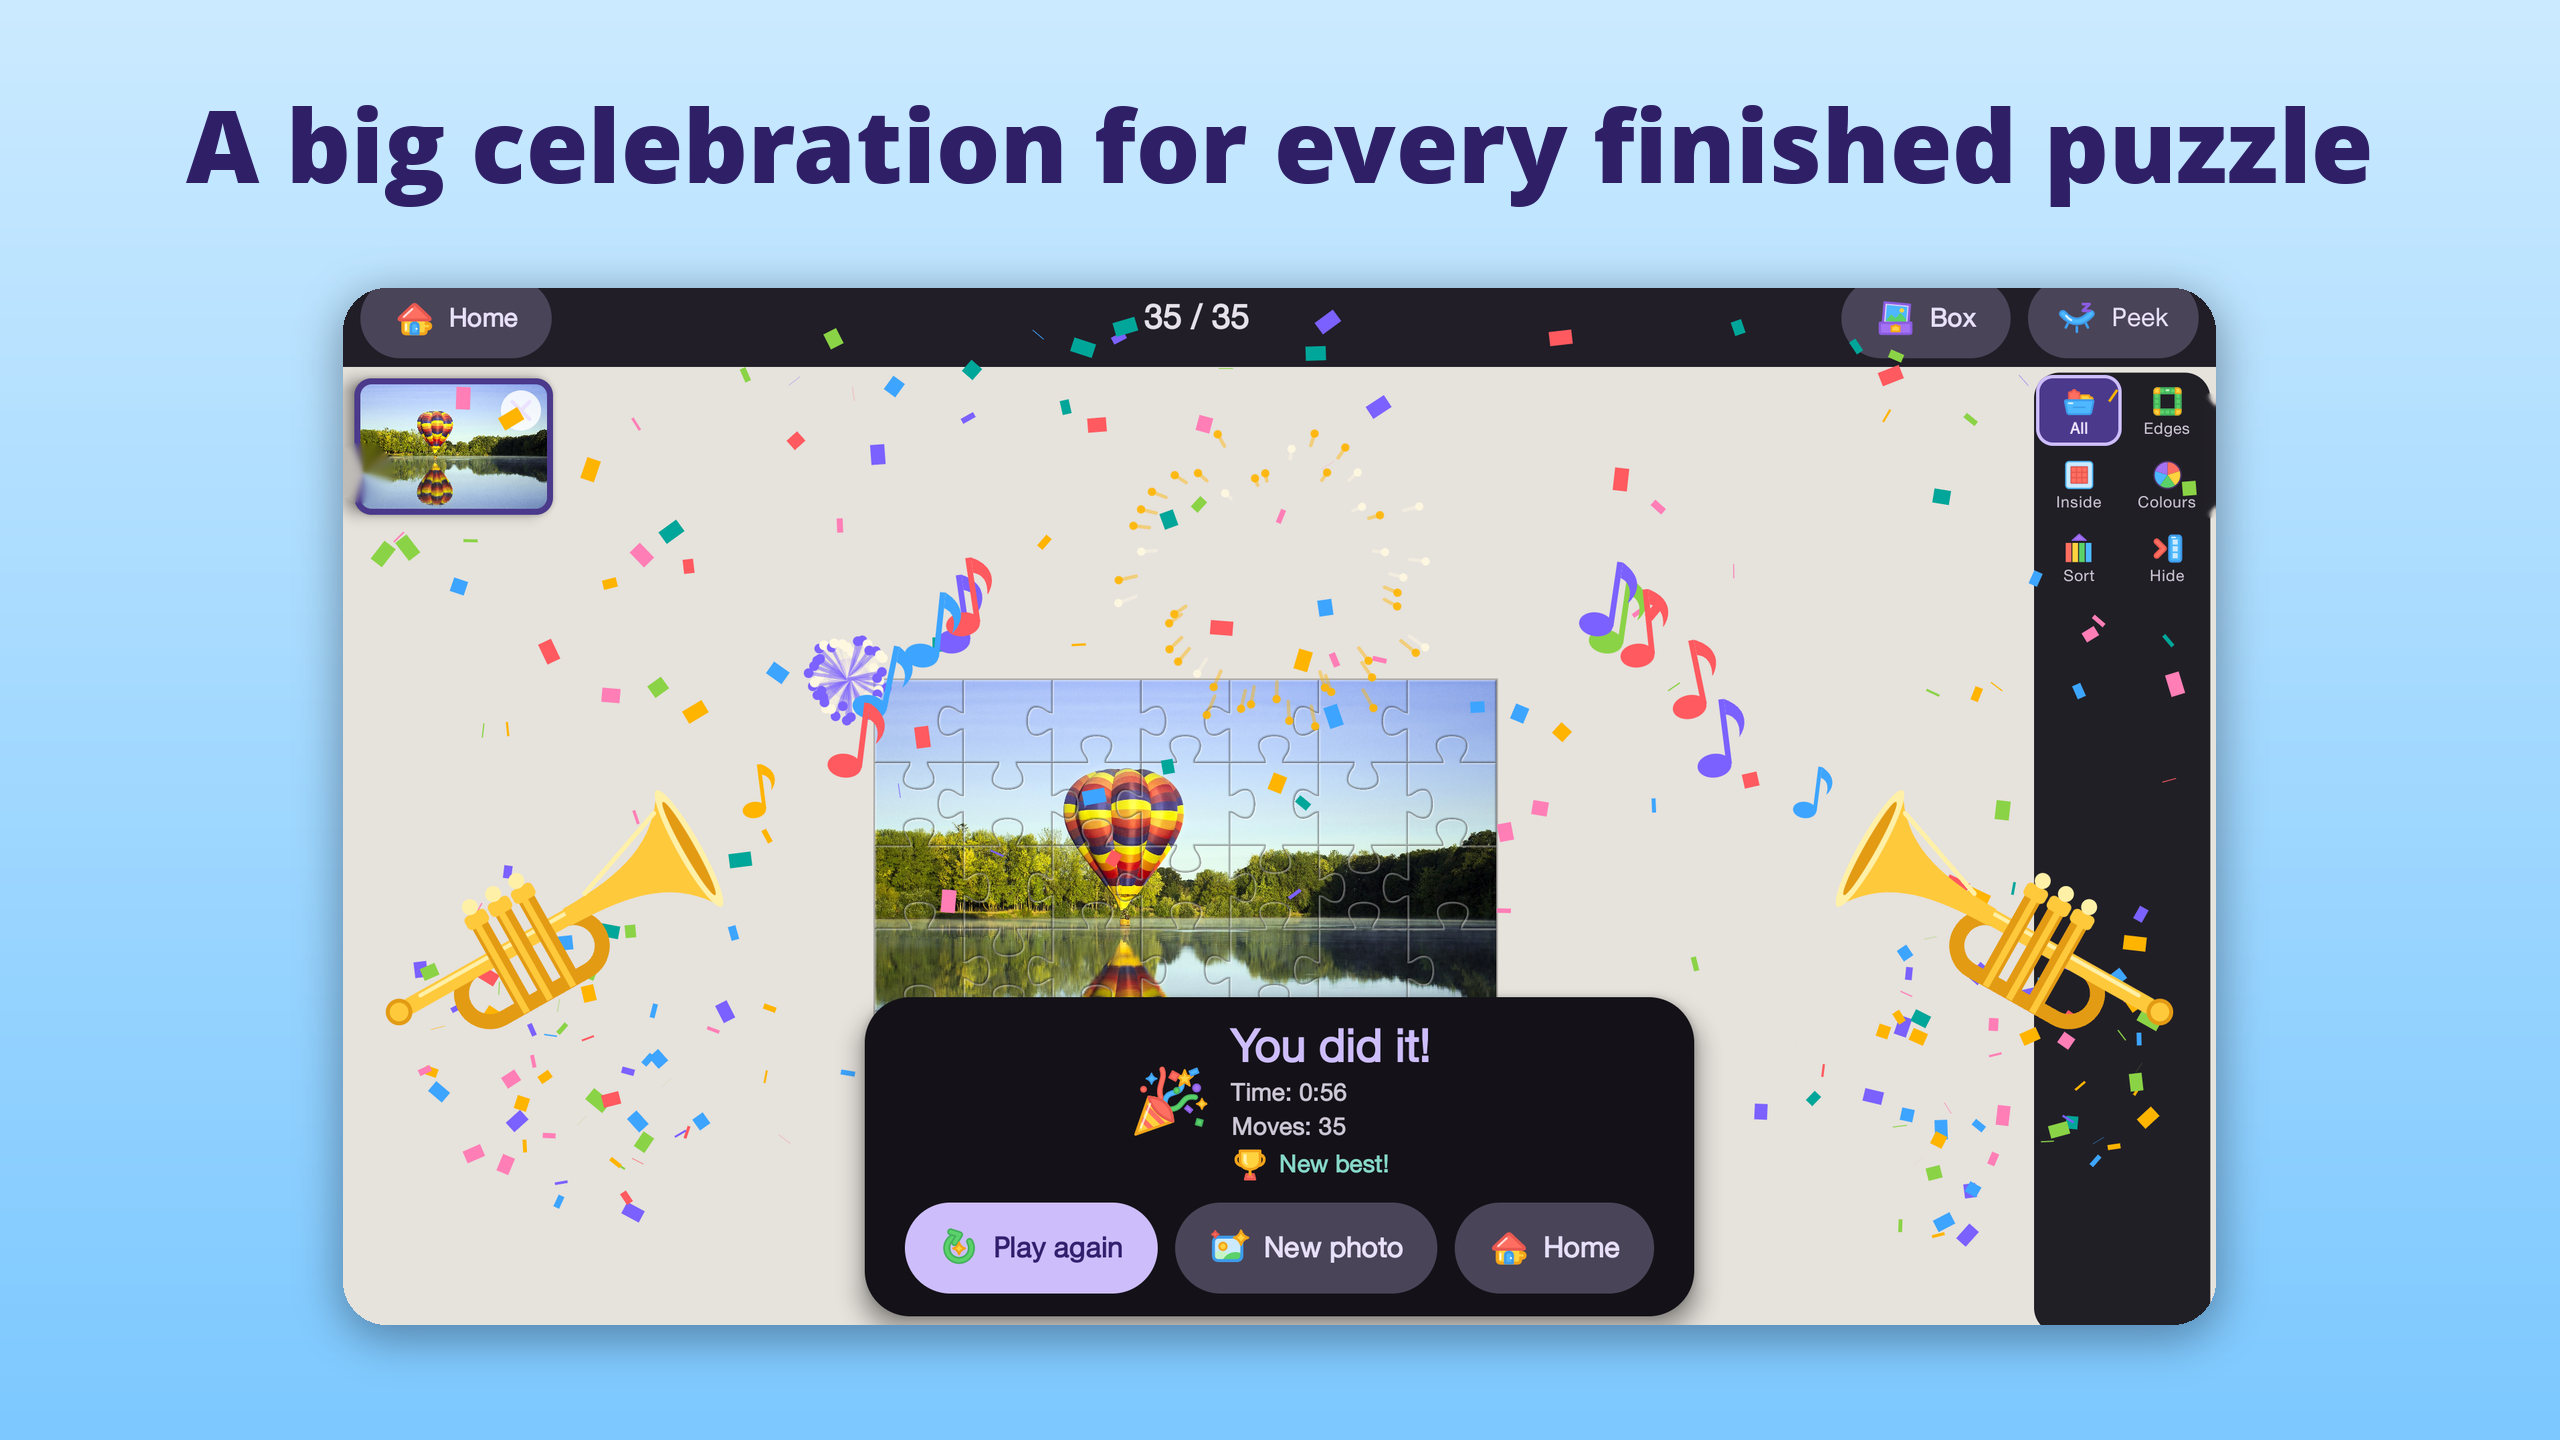 A big celebration for every finished puzzle
Home
35 / 35
Box
Peek
All
Edges
Inside
Colours
Sort
Hide
You did it!
Time: 0:56
Moves: 35
New best!
Play again
New photo
Home